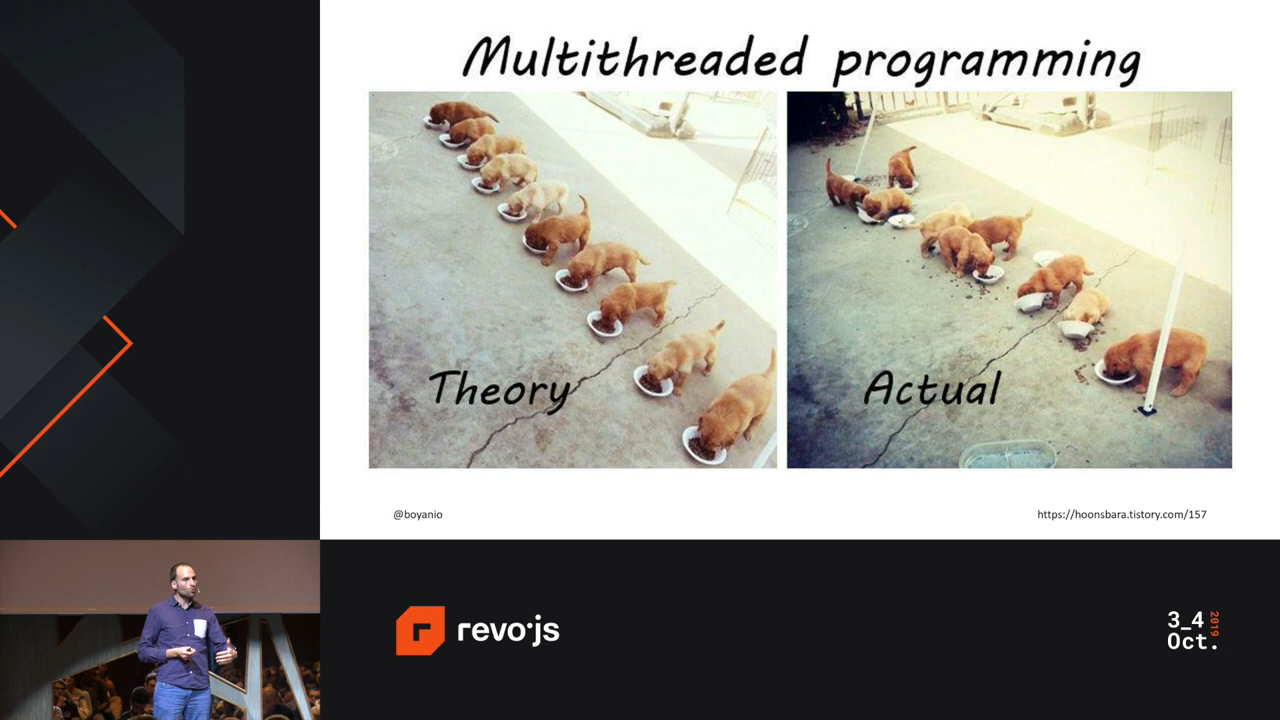 Multithreaded programming
Theory
Actual
@boyanio
https://hoonsbara.tistory.com/157
revo·js
3_4
Oct.
2019